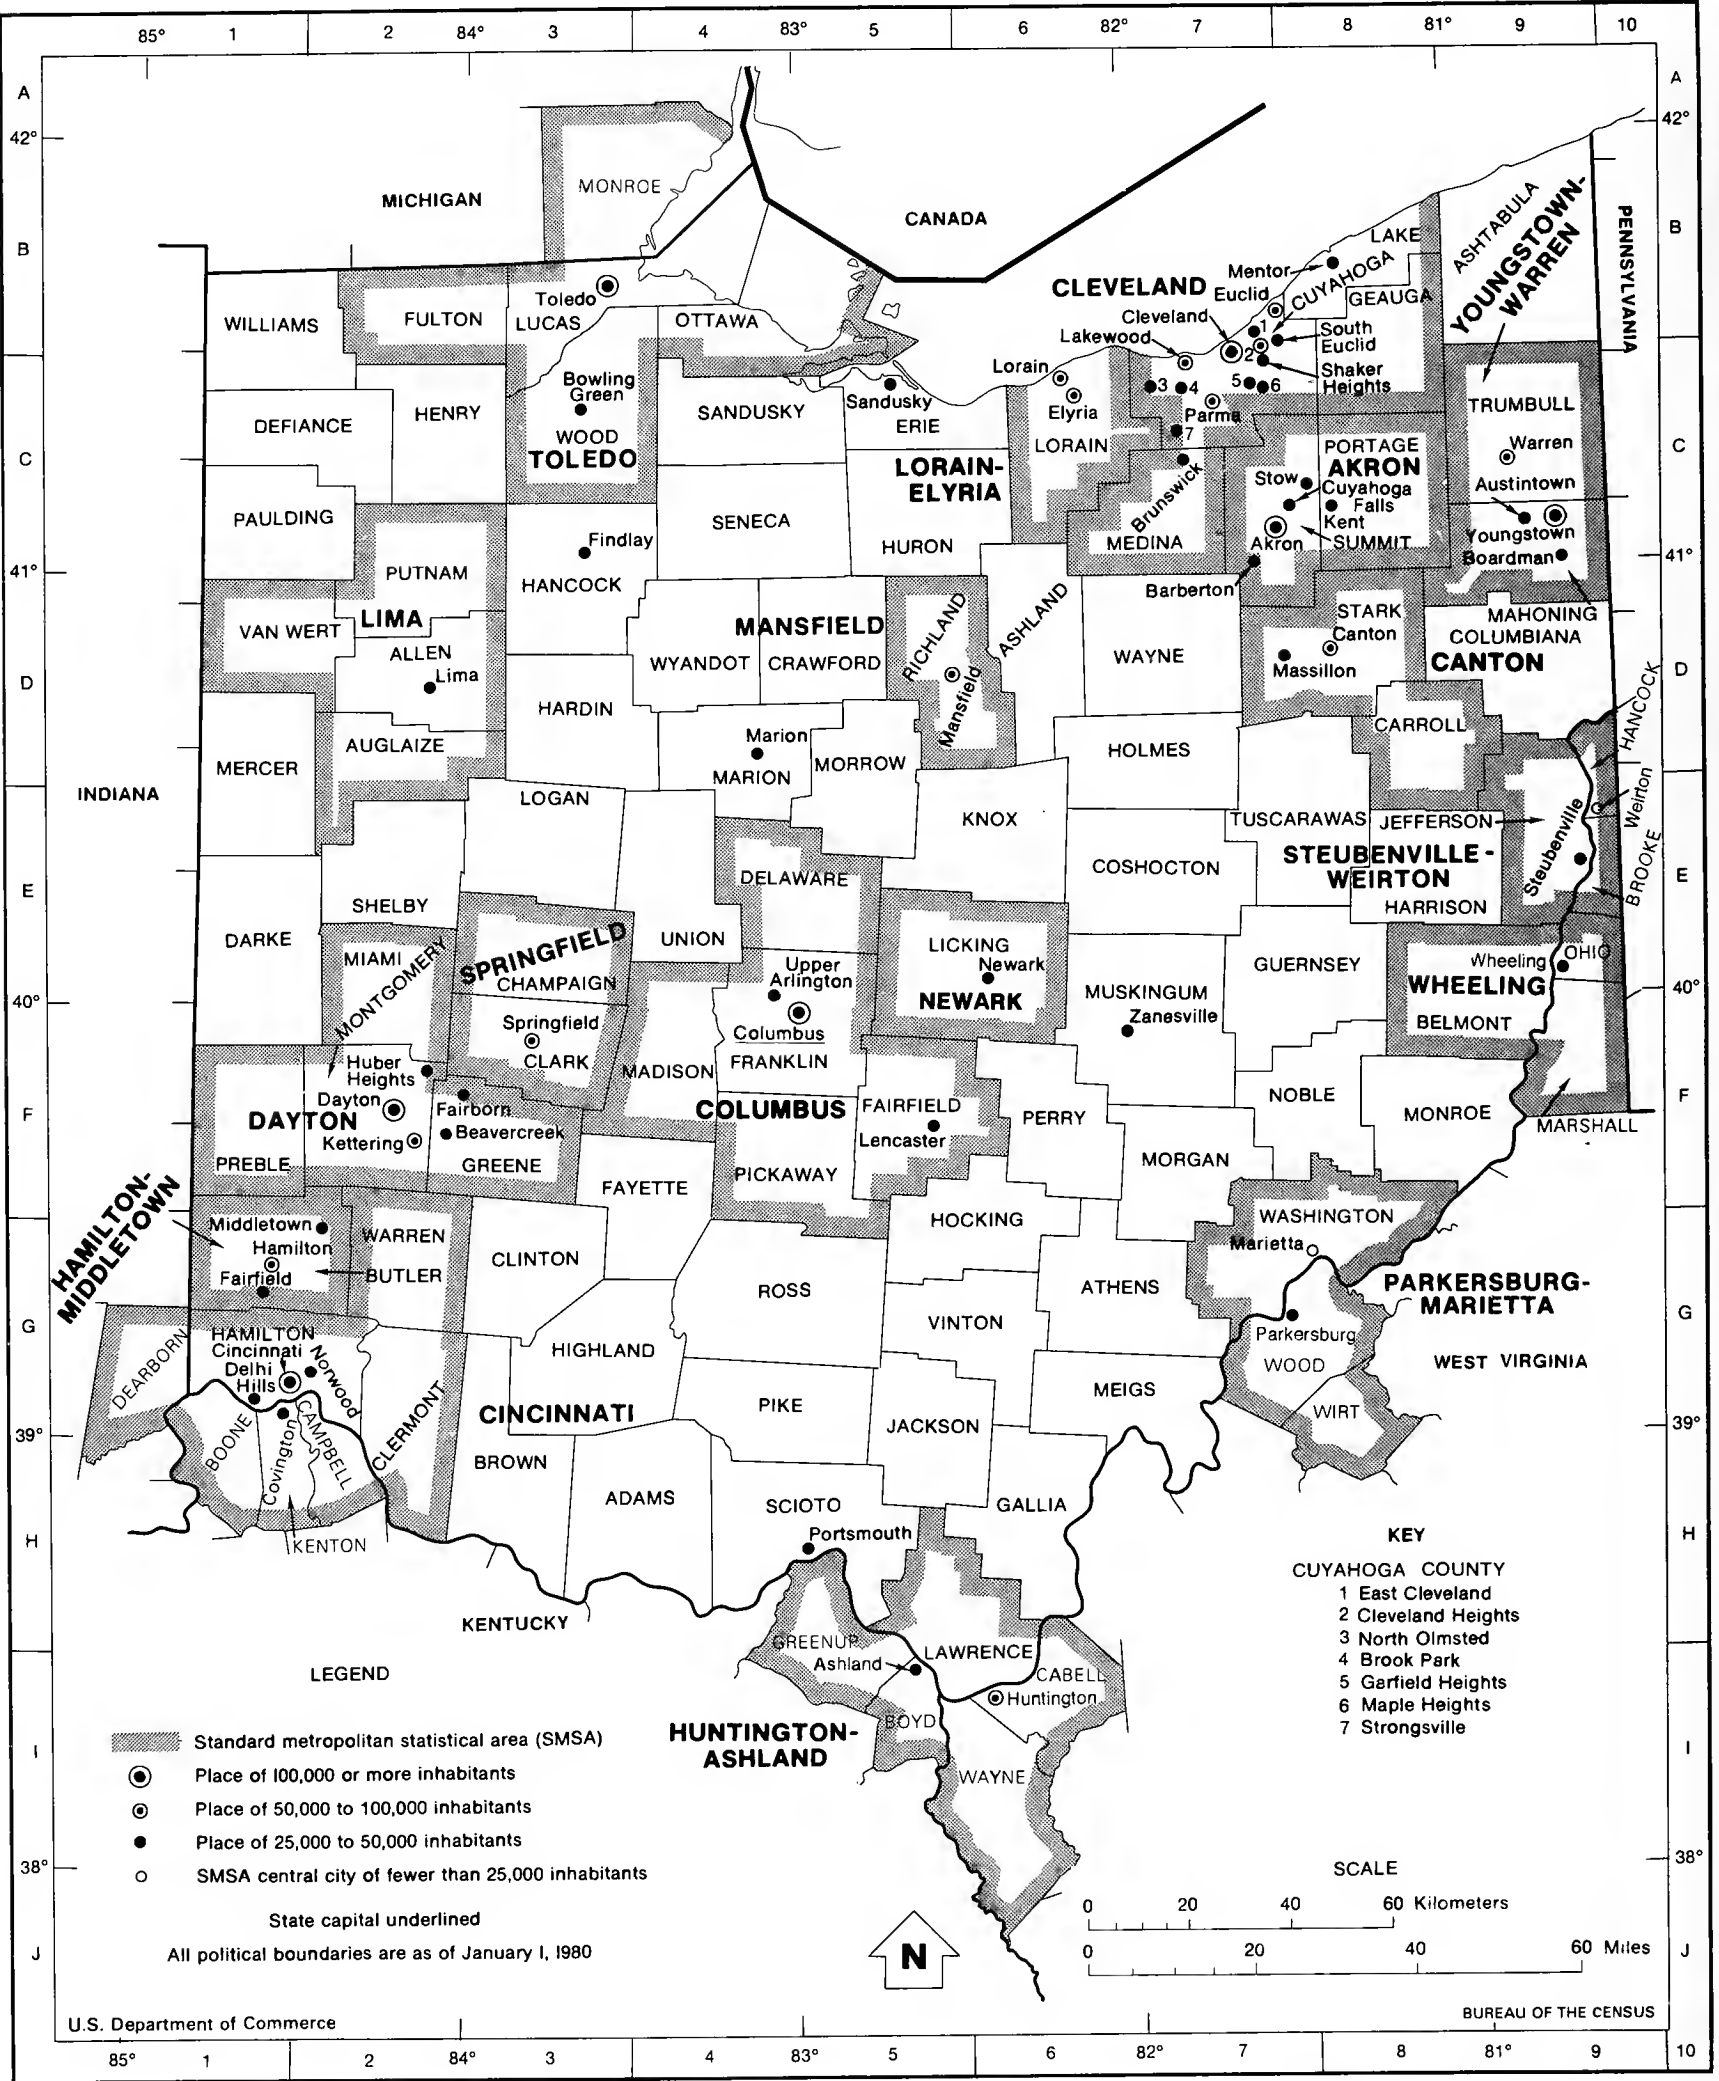 85° 1 2 84° 3 4 83° 5 6 82° 7 8 81° 9 10
A A
42° 42°
MONROE
MICHIGAN
CANADA
B B
ASHTABULA
YOUNGSTOWN-
WARREN
PENNSYLVANIA
LAKE
Mentor
CUYAHOGA
CLEVELAND
Euclid
GEAUGA
Toledo
Cleveland
WILLIAMS
FULTON
LUCAS
OTTAWA
Lakewood
1
South
Euclid
2
Lorain
Shaker
Heights
Bowling
Green
3
4
5
6
Sandusky
Elyria
Parma
TRUMBULL
DEFIANCE
HENRY
SANDUSKY
ERIE
7
WOOD
TOLEDO
LORAIN
PORTAGE
Warren
C C
LORAIN-
ELYRIA
AKRON
Stow
Cuyahoga
Falls
Austintown
PAULDING
SENECA
Brunswick
Kent
Findlay
HURON
MEDINA
Akron
SUMMIT
Youngstown
Boardman
41° 41°
PUTNAM
HANCOCK
Barberton
LIMA
MANSFIELD
RICHLAND
ASHLAND
STARK
MAHONING
VAN WERT
Canton
COLUMBIANA
ALLEN
WYANDOT
CRAWFORD
WAYNE
CANTON
Lima
Massillon
D D
HANCOCK
HARDIN
Mansfield
CARROLL
AUGLAIZE
Marion
MARION
MORROW
HOLMES
MERCER
INDIANA
LOGAN
Weirton
KNOX
TUSCARAWAS
JEFFERSON
Steubenville
STEUBENVILLE-
WEIRTON
BROOKE
COSHOCTON
DELAWARE
E E
SHELBY
HARRISON
DARKE
SPRINGFIELD
UNION
LICKING
Newark
OHIO
MIAMI
MONTGOMERY
Wheeling
GUERNSEY
CHAMPAIGN
Upper
Arlington
WHEELING
40° 40°
NEWARK
MUSKINGUM
Zanesville
Springfield
Columbus
BELMONT
CLARK
FRANKLIN
Huber
Heights
MADISON
NOBLE
Dayton
COLUMBUS
FAIRFIELD
F F
DAYTON
Fairborn
PERRY
MONROE
MARSHALL
Kettering
Beavercreek
Lencaster
PREBLE
GREENE
MORGAN
PICKAWAY
FAYETTE
HAMILTON-
MIDDLETOWN
Middletown
WARREN
HOCKING
WASHINGTON
Hamilton
CLINTON
Marietta
Fairfield
BUTLER
ROSS
ATHENS
PARKERSBURG-
MARIETTA
G G
DEARBORN
HAMILTON
VINTON
Parkersburg
Cincinnati
HIGHLAND
WOOD
WEST VIRGINIA
Delhi
Hills
Norwood
MEIGS
CINCINNATI
PIKE
JACKSON
WIRT
39° 39°
BOONE
Covington
CAMPBELL
CLERMONT
BROWN
ADAMS
SCIOTO
GALLIA
H H
KENTON
Portsmouth
KEY
CUYAHOGA COUNTY
1 East Cleveland
2 Cleveland Heights
3 North Olmsted
4 Brook Park
5 Garfield Heights
6 Maple Heights
7 Strongsville
KENTUCKY
GREENUP
LAWRENCE
Ashland
CABELL
Huntington
BOYD
HUNTINGTON-
ASHLAND
WAYNE
I I
LEGEND
Standard metropolitan statistical area (SMSA)
Place of 100,000 or more inhabitants
Place of 50,000 to 100,000 inhabitants
Place of 25,000 to 50,000 inhabitants
SMSA central city of fewer than 25,000 inhabitants
State capital underlined
All political boundaries are as of January 1, 1980
38° 38°
SCALE
0 20 40 60 Kilometers
0 20 40 60 Miles
N
J J
U.S. Department of Commerce
BUREAU OF THE CENSUS
85° 1 2 84° 3 4 83° 5 6 82° 7 8 81° 9 10